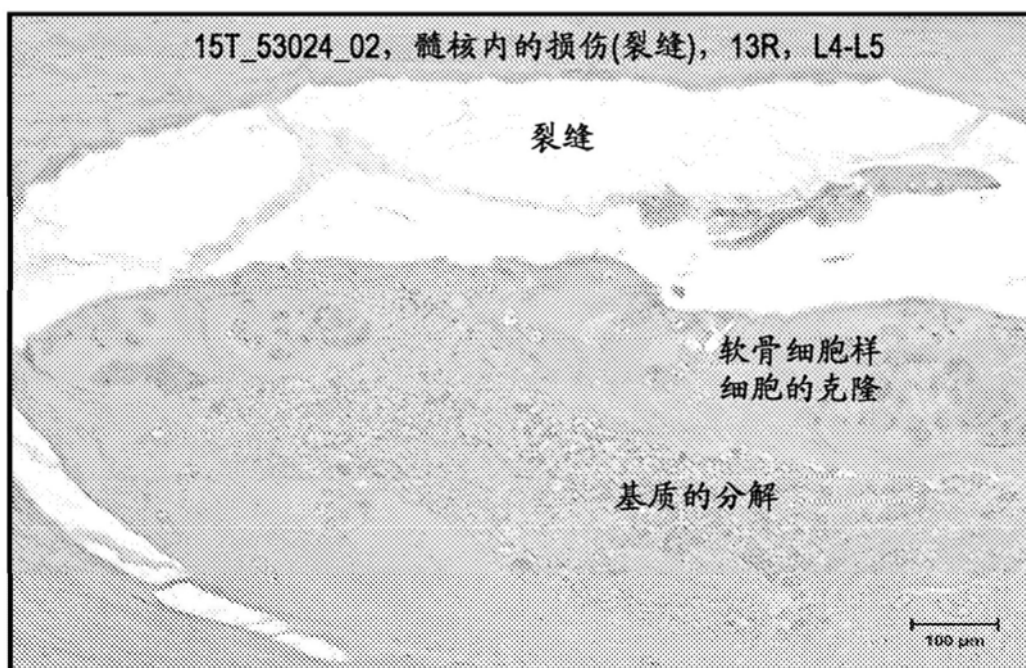 15T_53024_02，髓核内的损伤(裂缝)，13R，L4-L5
裂缝
软骨细胞样
细胞的克隆
基质的分解
100 µm